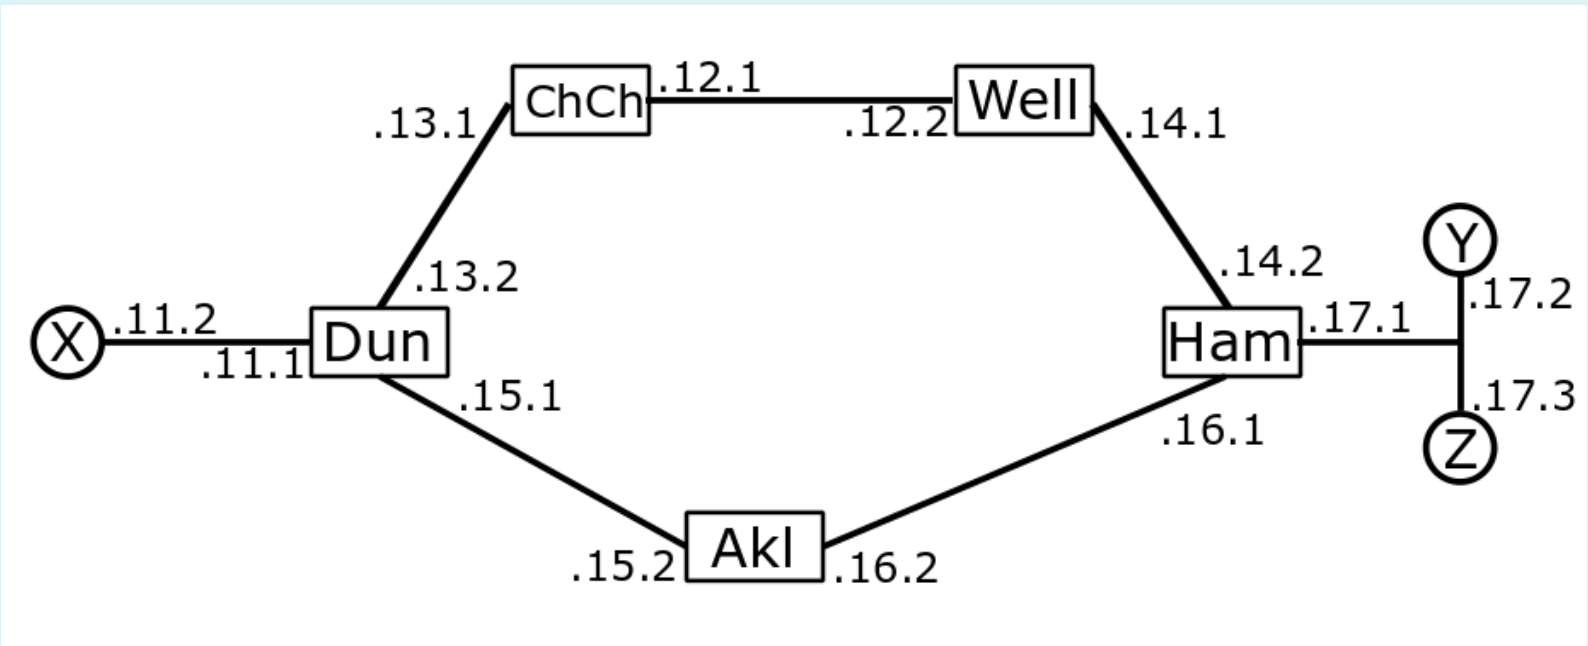 ChCh
.12.1
.12.2
Well
.13.1
.14.1
.13.2
.14.2
X
.11.2
.11.1
Dun
Ham
.17.1
Y
.17.2
.17.3
Z
.15.1
.16.1
.15.2
Akl
.16.2